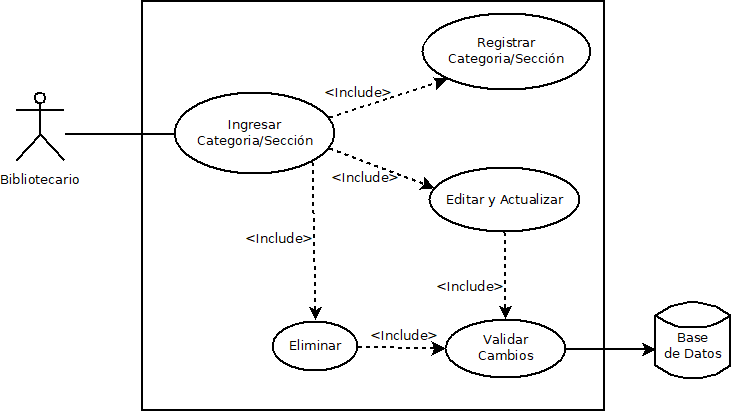 Registrar
Categoria/Sección
<Include>
Ingresar
Categoria/Sección
Bibliotecario
<Include>
Editar y Actualizar
<Include>
<Include>
Eliminar
<Include>
Validar
Cambios
Base
de Datos